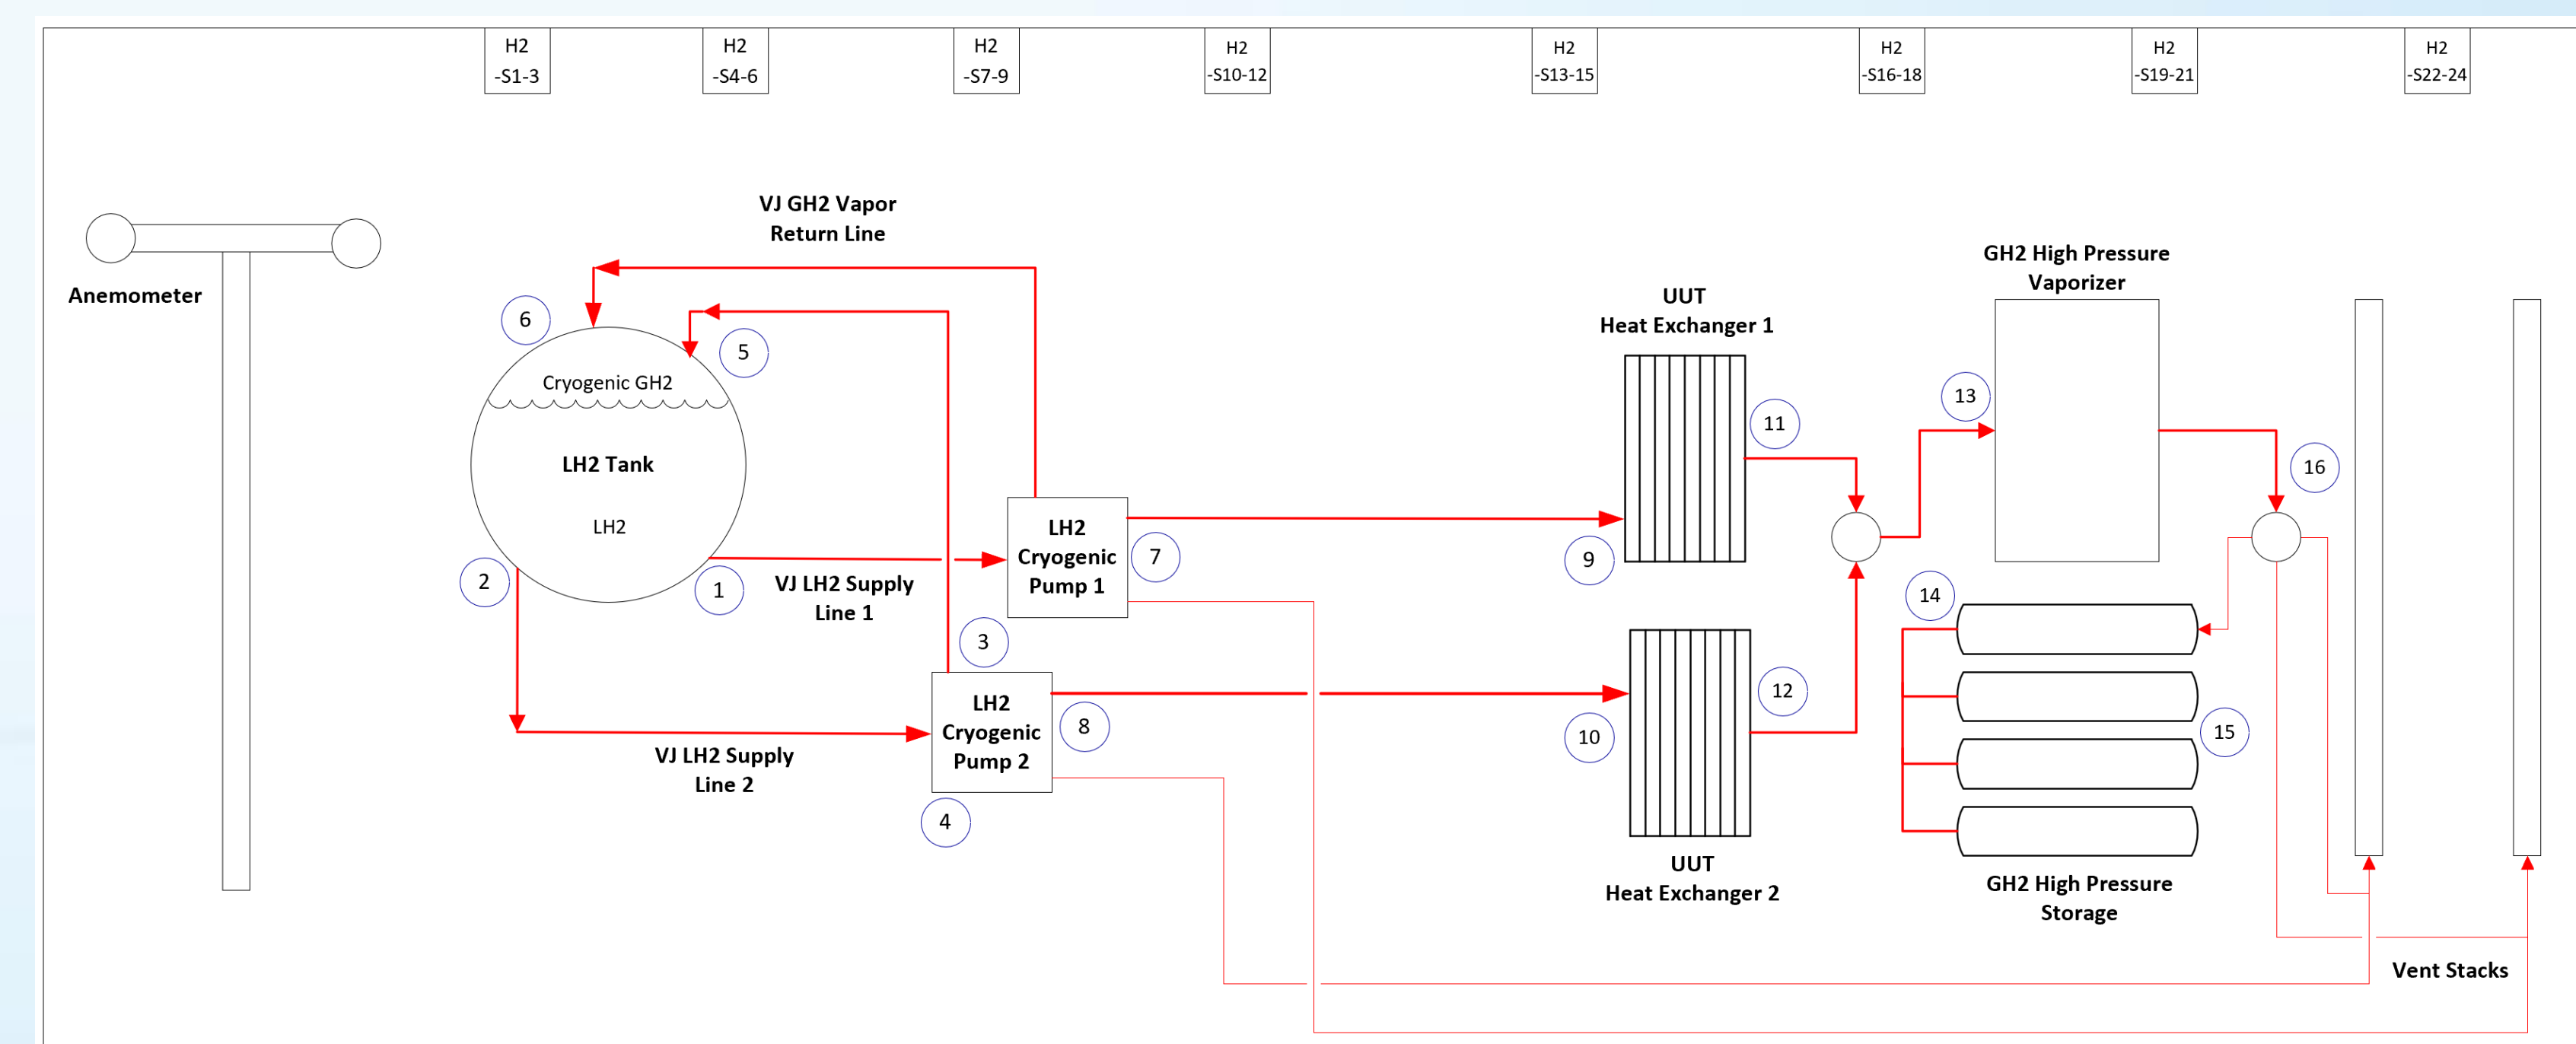 H2
-S1-3
H2
-S4-6
H2
-S7-9
H2
-S10-12
H2
-S13-15
H2
-S16-18
H2
-S19-21
H2
-S22-24
Anemometer
VJ GH2 Vapor
Return Line
6
5
Cryogenic GH2
LH2 Tank
LH2
2
1
VJ LH2 Supply
Line 1
LH2
Cryogenic
Pump 1
7
3
VJ LH2 Supply
Line 2
LH2
Cryogenic
Pump 2
8
4
UUT
Heat Exchanger 1
9
11
10
12
UUT
Heat Exchanger 2
GH2 High Pressure
Vaporizer
13
16
14
15
GH2 High Pressure
Storage
Vent Stacks